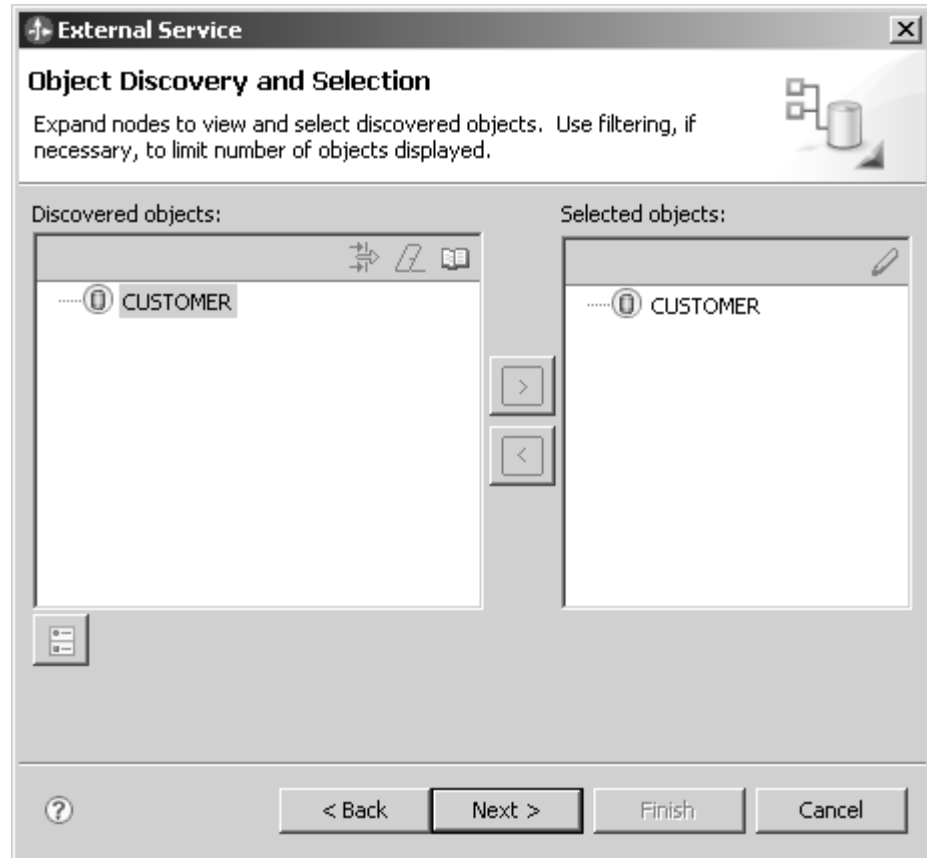 External Service
Object Discovery and Selection
Expand nodes to view and select discovered objects.  Use filtering, if
necessary, to limit number of objects displayed.
Discovered objects:
Selected objects:
CUSTOMER
CUSTOMER
>
<
?
< Back
Next >
Finish
Cancel